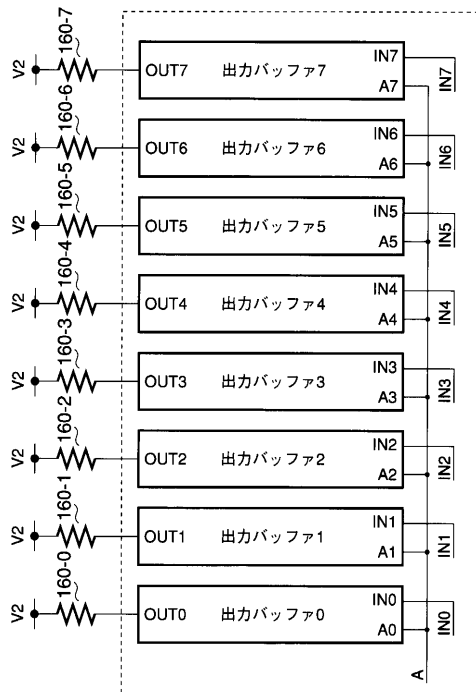 V2 160-7 OUT7 出力バッファ7 IN7 A7 IN7
V2 160-6 OUT6 出力バッファ6 IN6 A6 IN6
V2 160-5 OUT5 出力バッファ5 IN5 A5 IN5
V2 160-4 OUT4 出力バッファ4 IN4 A4 IN4
V2 160-3 OUT3 出力バッファ3 IN3 A3 IN3
V2 160-2 OUT2 出力バッファ2 IN2 A2 IN2
V2 160-1 OUT1 出力バッファ1 IN1 A1 IN1
V2 160-0 OUT0 出力バッファ0 IN0 A0 IN0
A